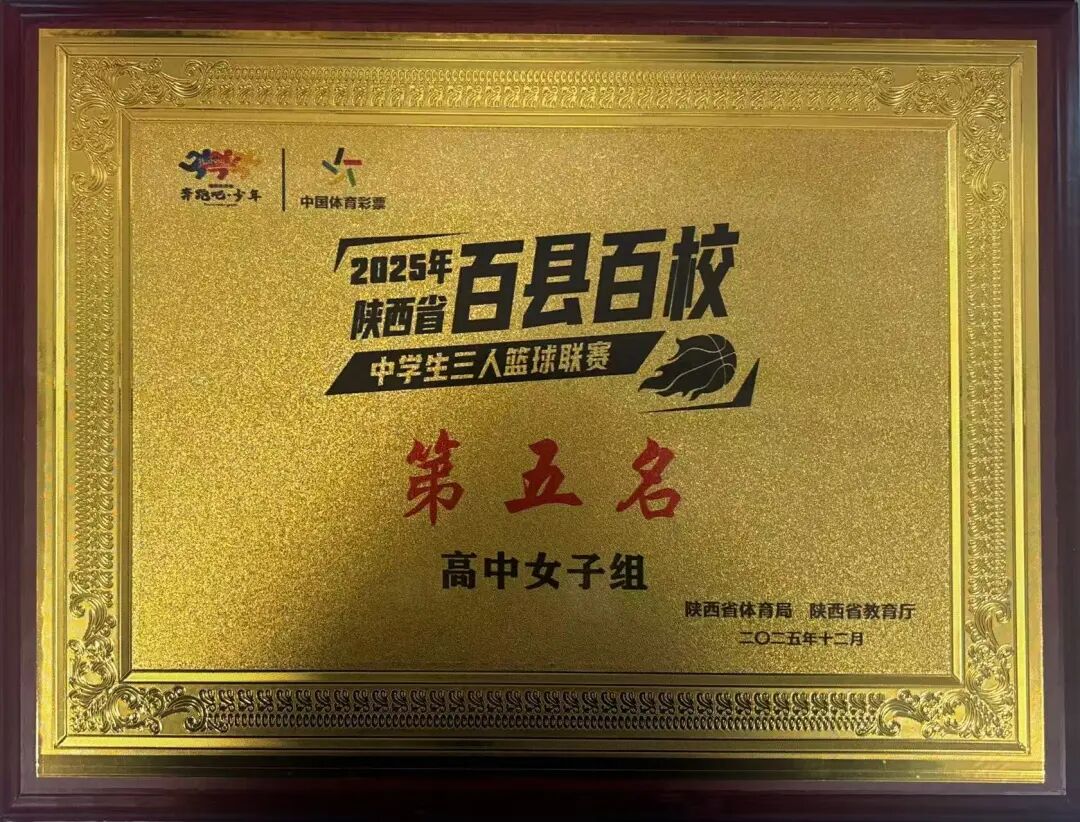 奔跑吧·少年
中国体育彩票
2025年
陕西省
百县百校
中学生三人篮球联赛
第五名
高中女子组
陕西省体育局 陕西省教育厅
二〇二五年十二月